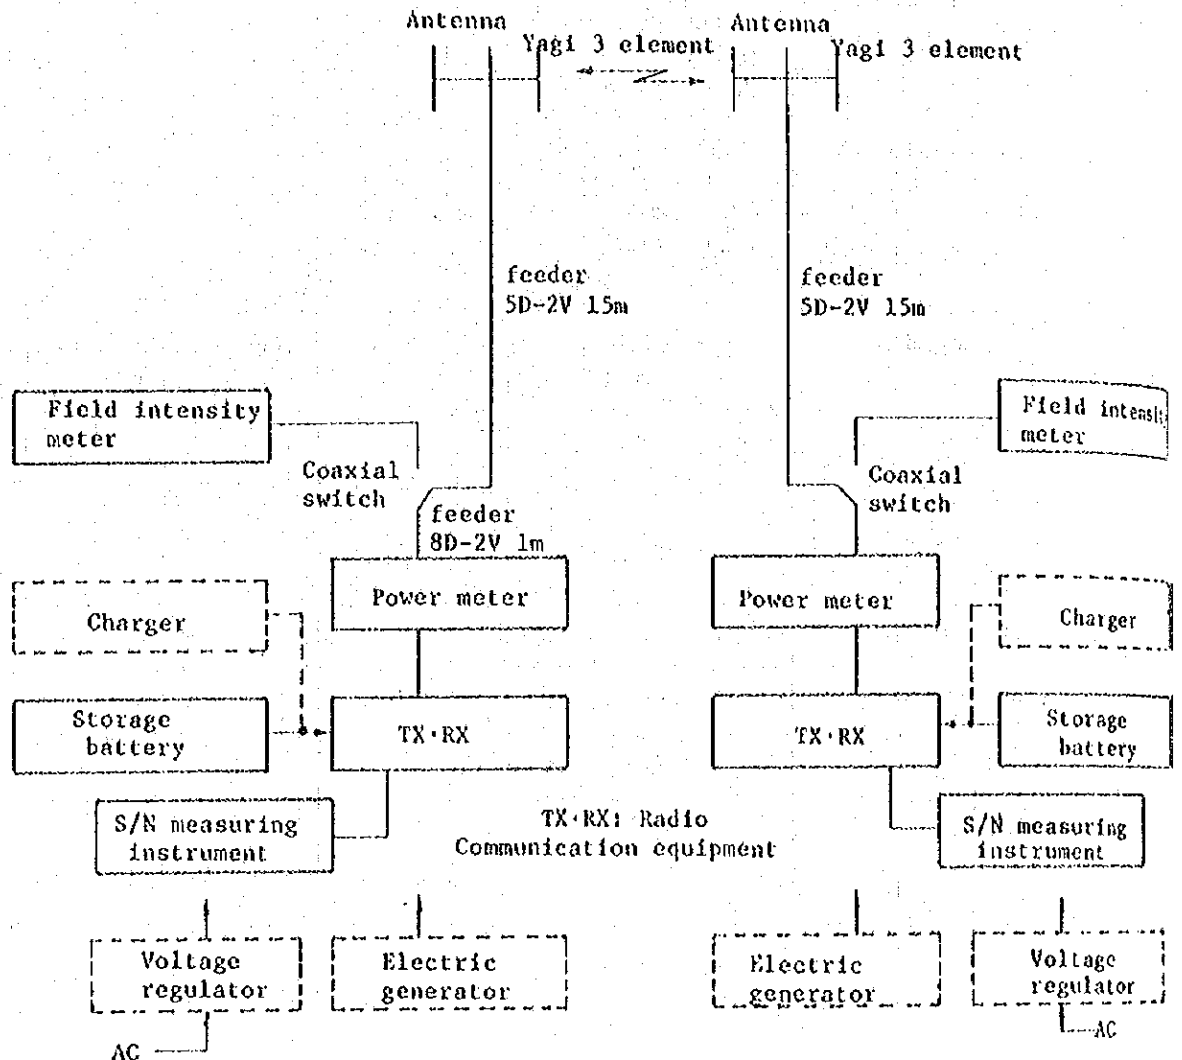 Antenna
Antenna
Yagi 3 element
Yagi 3 element
feeder
5D-2V 15m
feeder
5D-2V 15m
Field intensity
meter
Field intensit
meter
Coaxial
switch
Coaxial
switch
feeder
8D-2V 1m
Power meter
Power meter
Charger
Charger
Storage
battery
TX·RX
TX·RX
Storage
battery
S/N measuring
instrument
TX·RX: Radio
Communication equipment
S/N measuring
instrument
Voltage
regulator
Electric
generator
Electric
generator
Voltage
regulator
AC
AC